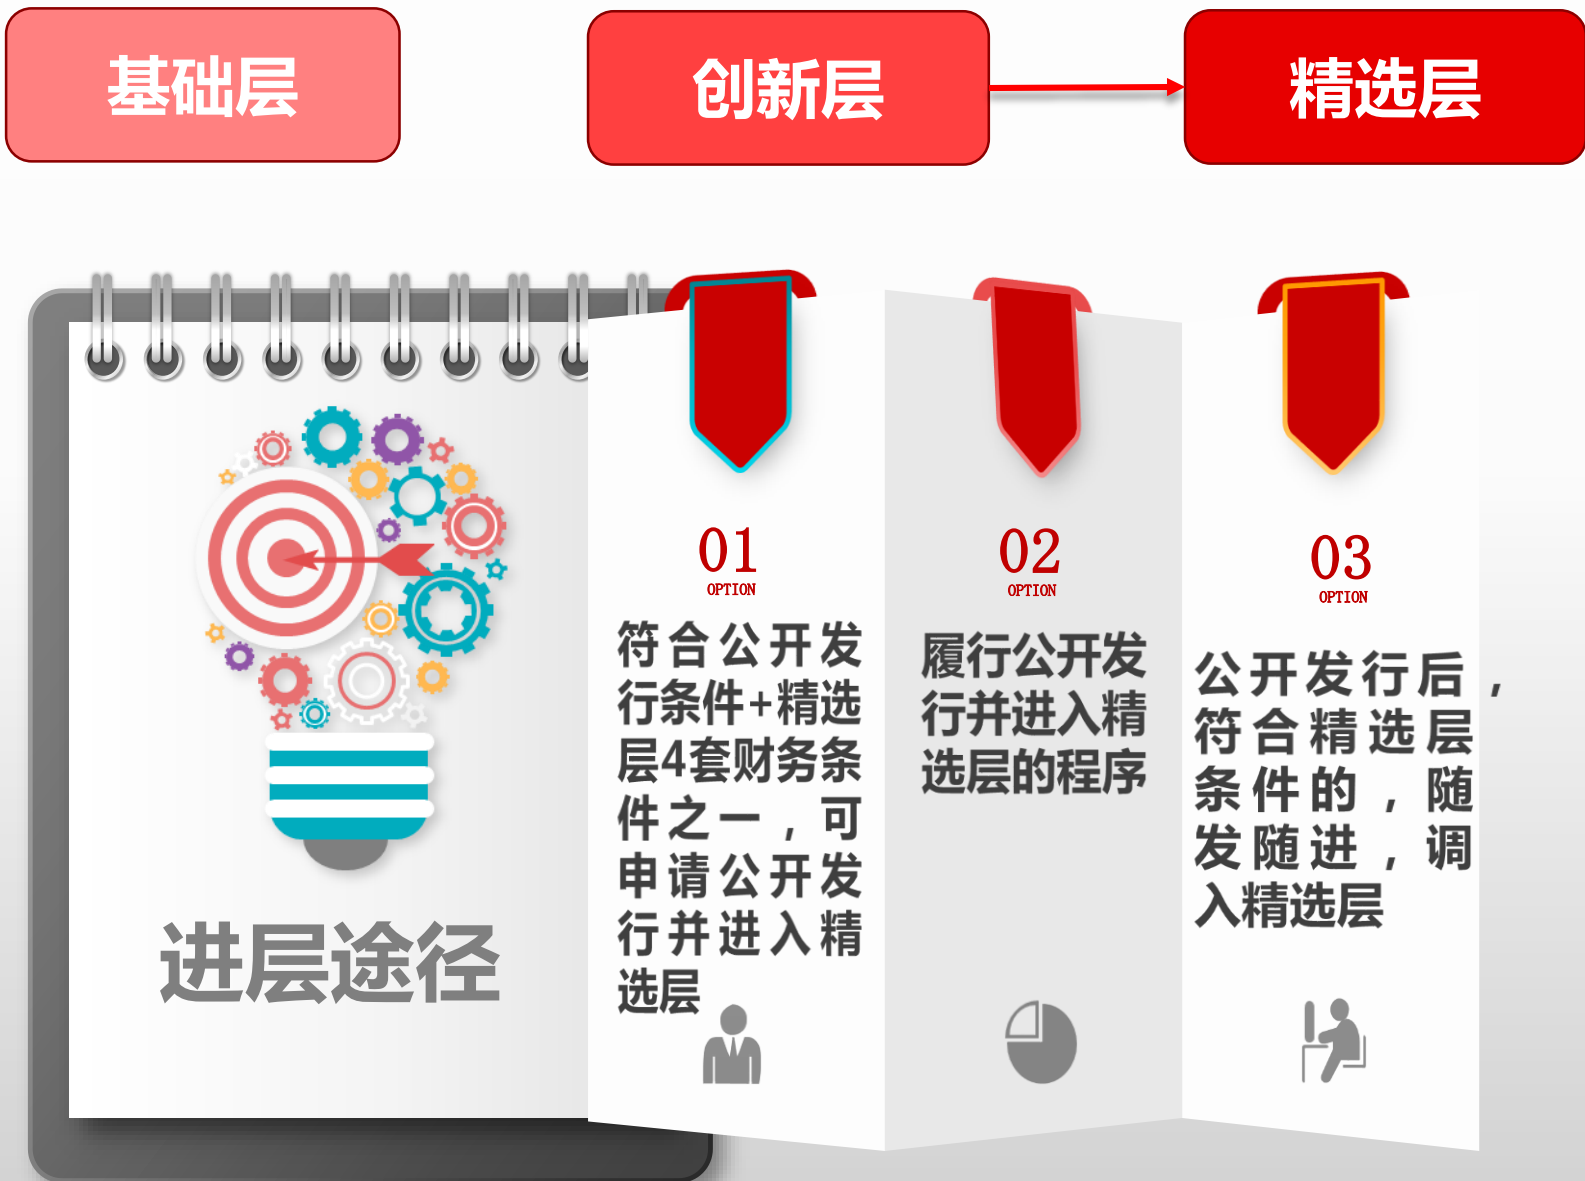 基础层
创新层
精选层
进层途径
01
OPTION
符合公开发
行条件+精选
层4套财务条
件之一，可
申请公开发
行并进入精
选层
02
OPTION
履行公开发
行并进入精
选层的程序
03
OPTION
公开发行后，
符合精选层
条件的，随
发随进，调
入精选层